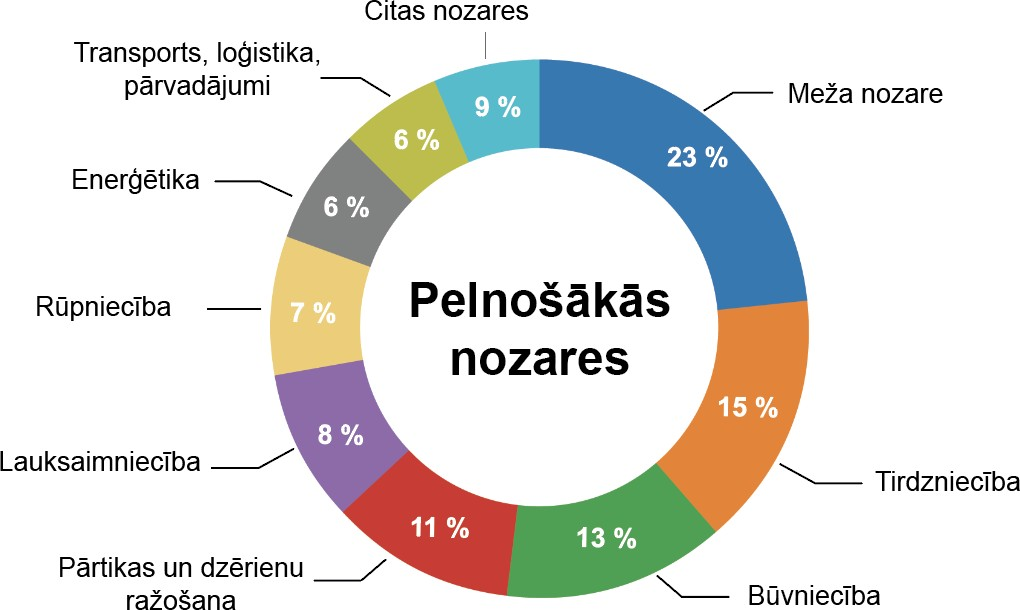 Citas nozares
Transports, loģistika,
pārvadājumi
9 %
Meža nozare
6 %
23 %
Enerģētika
6 %
Pelnošākās
nozares
Rūpniecība
7 %
15 %
8 %
Lauksaimniecība
Tirdzniecība
11 %
13 %
Pārtikas un dzērienu
ražošana
Būvniecība